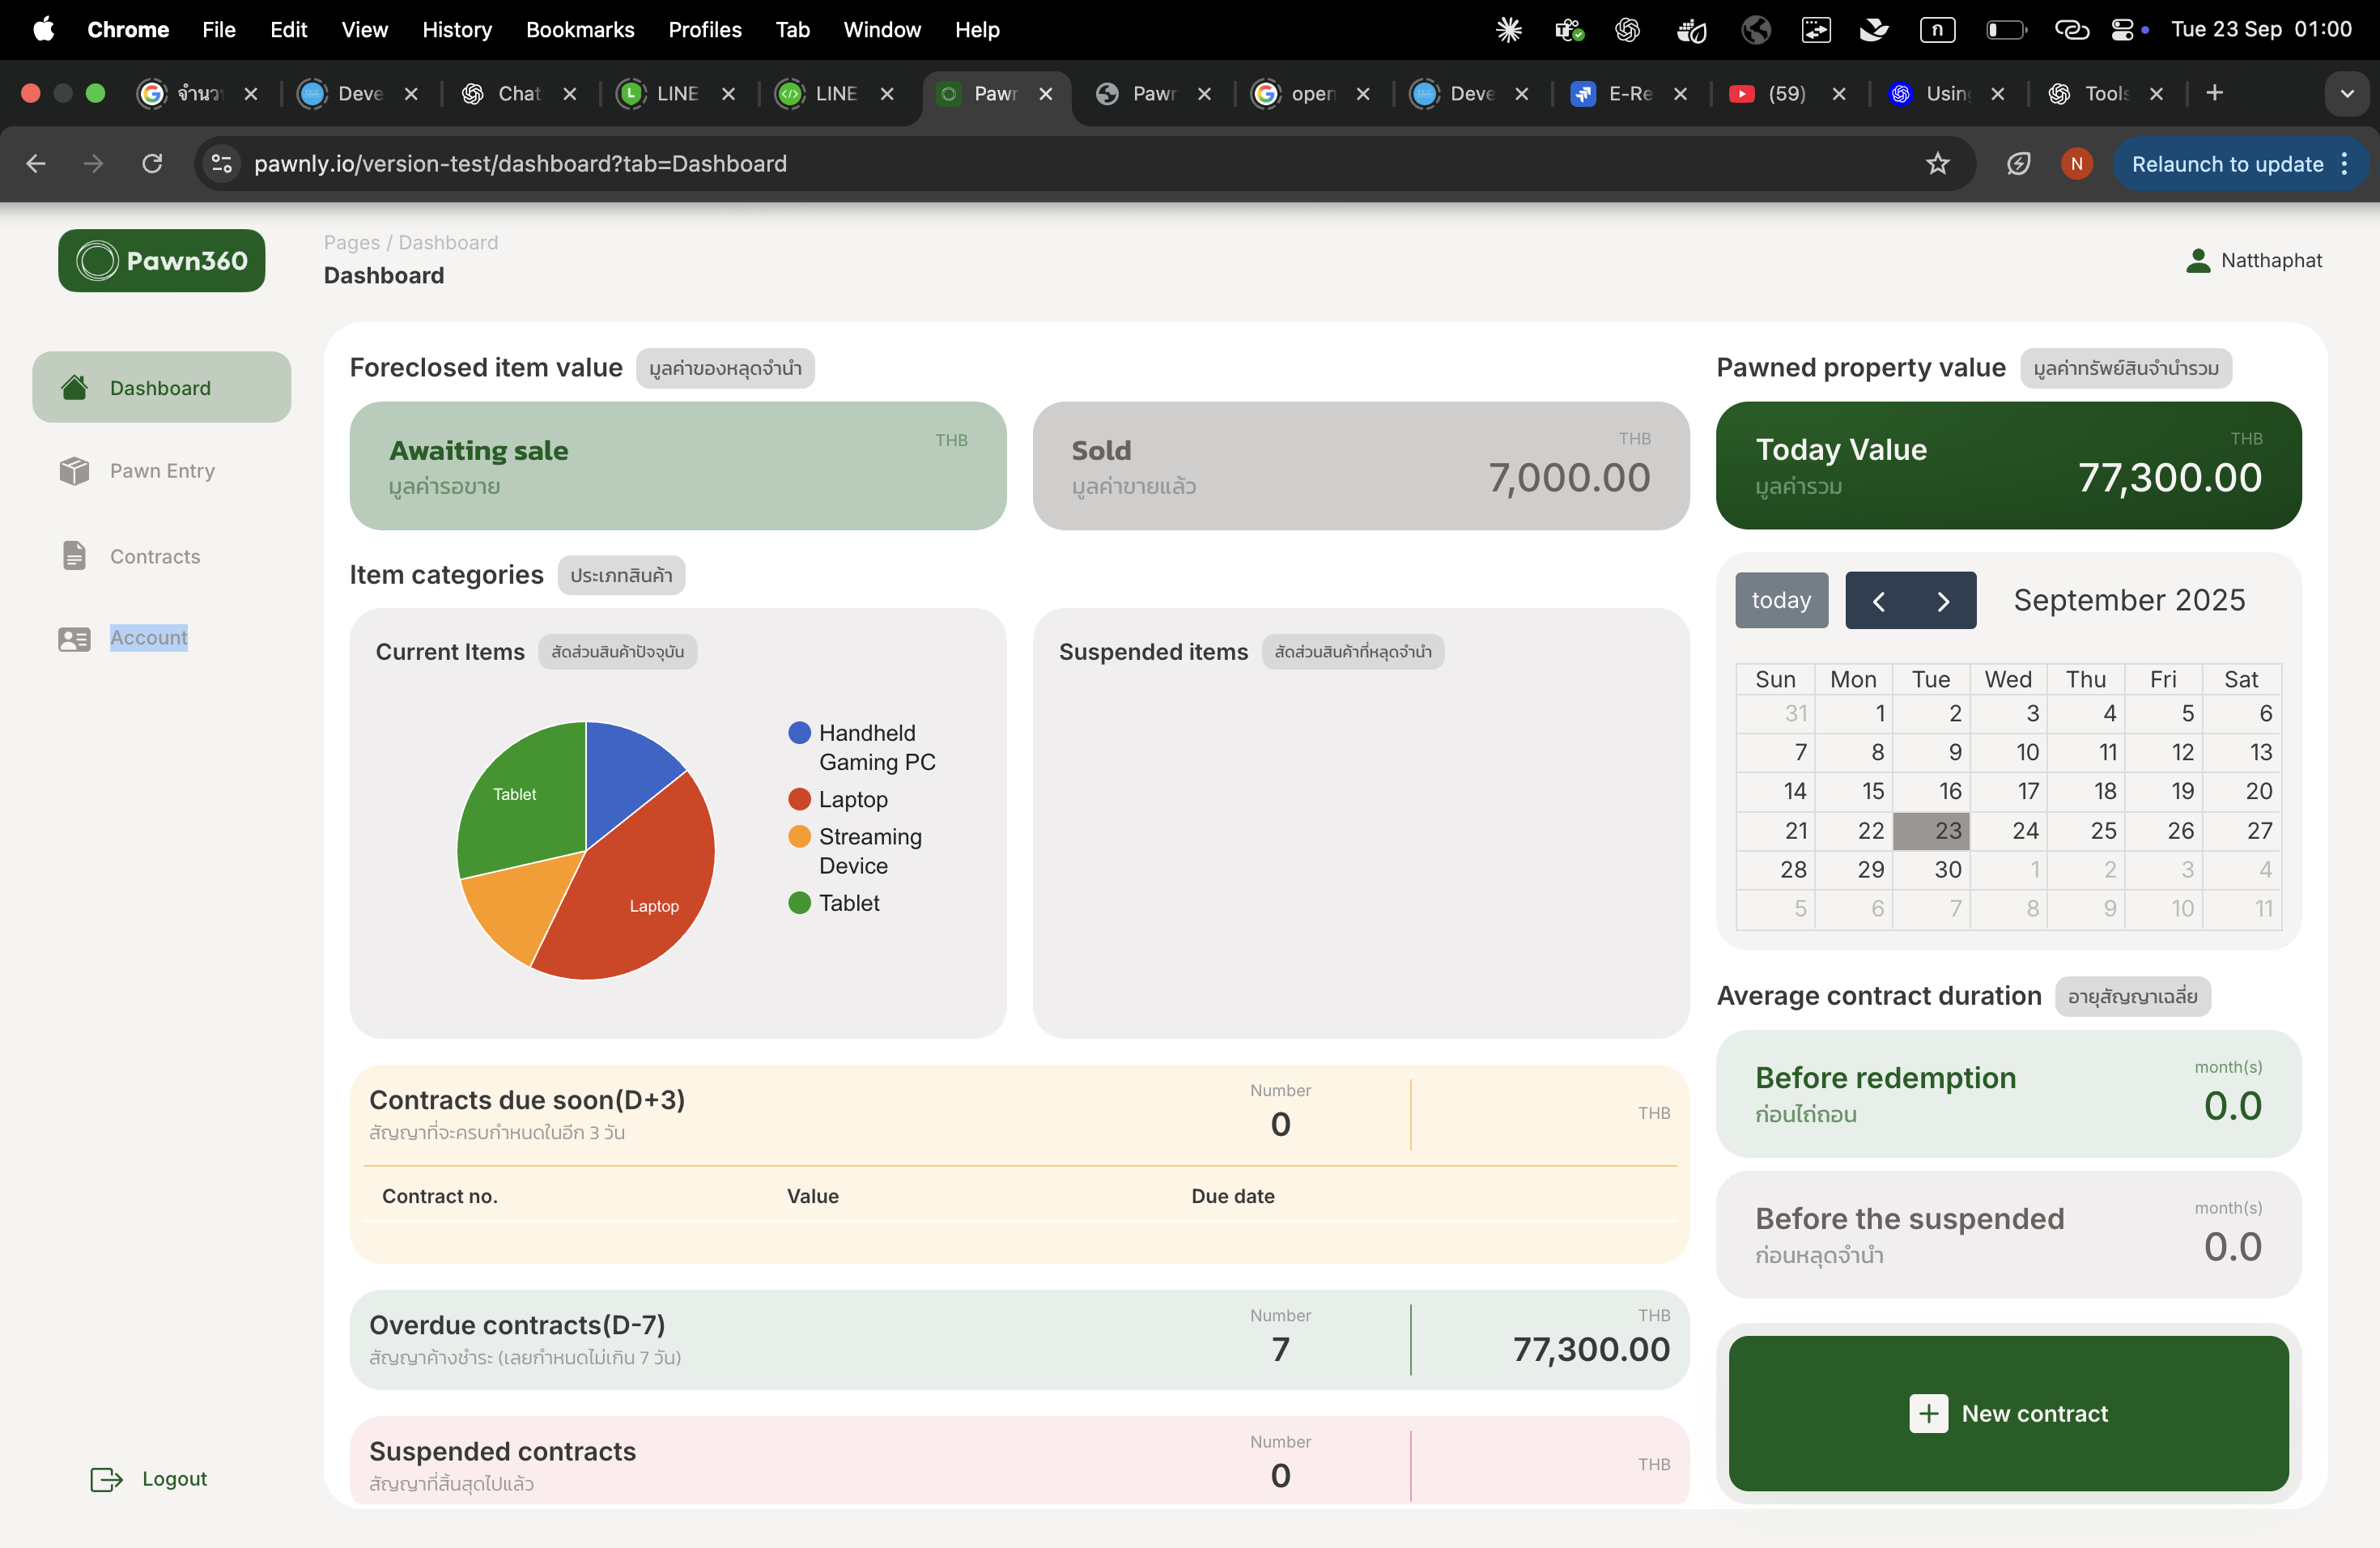 Chrome File Edit View History Bookmarks Profiles Tab Window Help ก Tue 23 Sep 01:00
Deve Chat LINE LINE Pawr Pawr open Deve E-Re (59) Using Tools
pawnly.io/version-test/dashboard?tab=Dashboard N Relaunch to update
Pawn360
Pages / Dashboard
Dashboard
Natthaphat
Dashboard
Pawn Entry
Contracts
Account
Logout
Foreclosed item value มูลค่าของหลุดจำนำ
Awaiting sale
มูลค่ารอขาย
THB
Sold
มูลค่าขายแล้ว
THB
7,000.00
Item categories ประเภทสินค้า
Current Items สัดส่วนสินค้าปัจจุบัน
Tablet
Laptop
Handheld
Gaming PC
Laptop
Streaming
Device
Tablet
Suspended items สัดส่วนสินค้าที่หลุดจำนำ
Contracts due soon(D+3)
สัญญาที่จะครบกำหนดในอีก 3 วัน
Number
0
THB
Contract no. Value Due date
Overdue contracts(D-7)
สัญญาค้างชำระ (เลยกำหนดไม่เกิน 7 วัน)
Number
7
THB
77,300.00
Suspended contracts
สัญญาที่สิ้นสุดไปแล้ว
Number
0
THB
Pawned property value มูลค่าทรัพย์สินจำนำรวม
Today Value
มูลค่ารวม
THB
77,300.00
today September 2025
Sun Mon Tue Wed Thu Fri Sat
31 1 2 3 4 5 6
7 8 9 10 11 12 13
14 15 16 17 18 19 20
21 22 23 24 25 26 27
28 29 30 1 2 3 4
5 6 7 8 9 10 11
Average contract duration อายุสัญญาเฉลี่ย
Before redemption
ก่อนไถ่ถอน
month(s)
0.0
Before the suspended
ก่อนหลุดจำนำ
month(s)
0.0
New contract